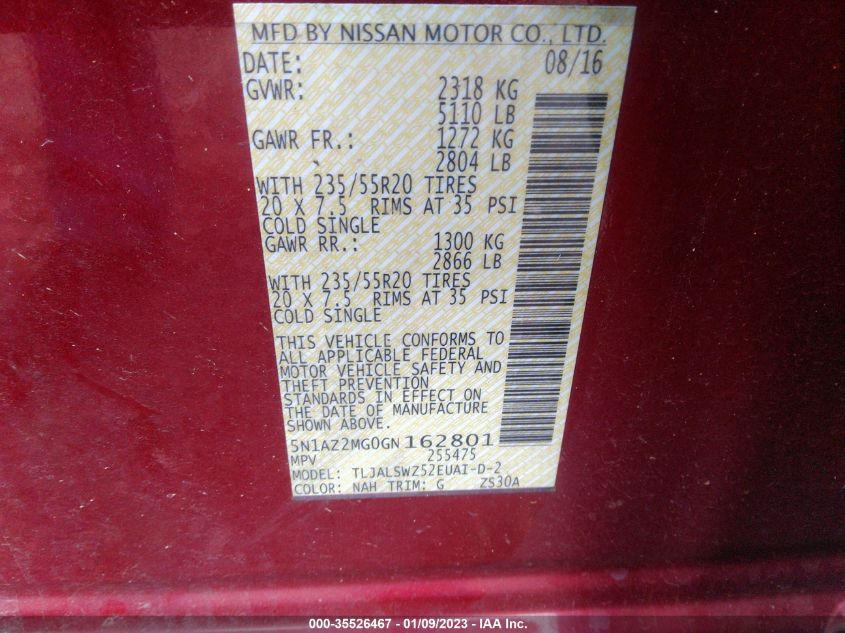 MFD BY NISSAN MOTOR CO., LTD.
DATE: 08/16
GVWR: 2318 KG
5110 LB
GAWR FR.: 1272 KG
2804 LB
WITH 235/55R20 TIRES
20 X 7.5 RIMS AT 35 PSI
COLD SINGLE
GAWR RR.: 1300 KG
2866 LB
WITH 235/55R20 TIRES
20 X 7.5 RIMS AT 35 PSI
COLD SINGLE
THIS VEHICLE CONFORMS TO
ALL APPLICABLE FEDERAL
MOTOR VEHICLE SAFETY AND
THEFT PREVENTION
STANDARDS IN EFFECT ON
THE DATE OF MANUFACTURE
SHOWN ABOVE.
5N1AZ2MG0GN162801
MPV 255475
MODEL: TLJALSWZ52EUAI-D-2
COLOR: NAH TRIM: G ZS30A
000-35526467 — 01/09/2023 — IAA Inc.